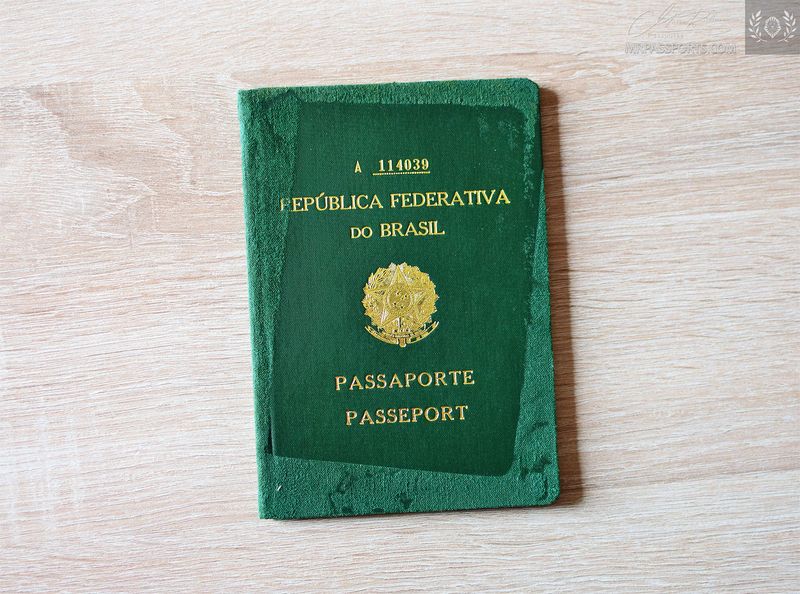 MRPASSPORTS.COM
A 114039
REPÚBLICA FEDERATIVA
DO BRASIL
PASSAPORTE
PASSEPORT